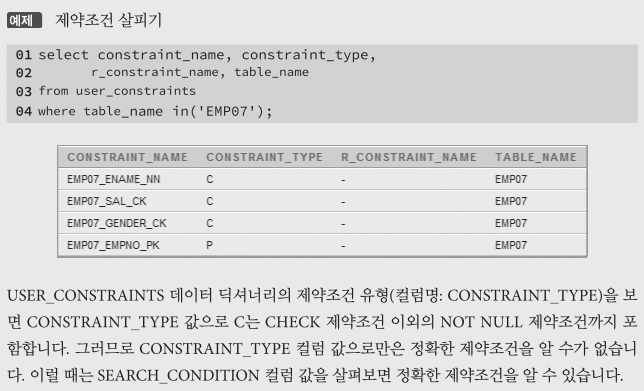 예제 제약조건 살피기
01 select constraint_name, constraint_type,
02 r_constraint_name, table_name
03 from user_constraints
04 where table_name in('EMP07');
CONSTRAINT_NAME CONSTRAINT_TYPE R_CONSTRAINT_NAME TABLE_NAME
EMP07_ENAME_NN C - EMP07
EMP07_SAL_CK C - EMP07
EMP07_GENDER_CK C - EMP07
EMP07_EMPNO_PK P - EMP07
USER_CONSTRAINTS 데이터 딕셔너리의 제약조건 유형(컬럼명: CONSTRAINT_TYPE)을 보
면 CONSTRAINT_TYPE 값으로 C는 CHECK 제약조건 이외의 NOT NULL 제약조건까지 포
함합니다. 그러므로 CONSTRAINT_TYPE 컬럼 값으로만은 정확한 제약조건을 알 수가 없습니
다. 이럴 때는 SEARCH_CONDITION 컬럼 값을 살펴보면 정확한 제약조건을 알 수 있습니다.